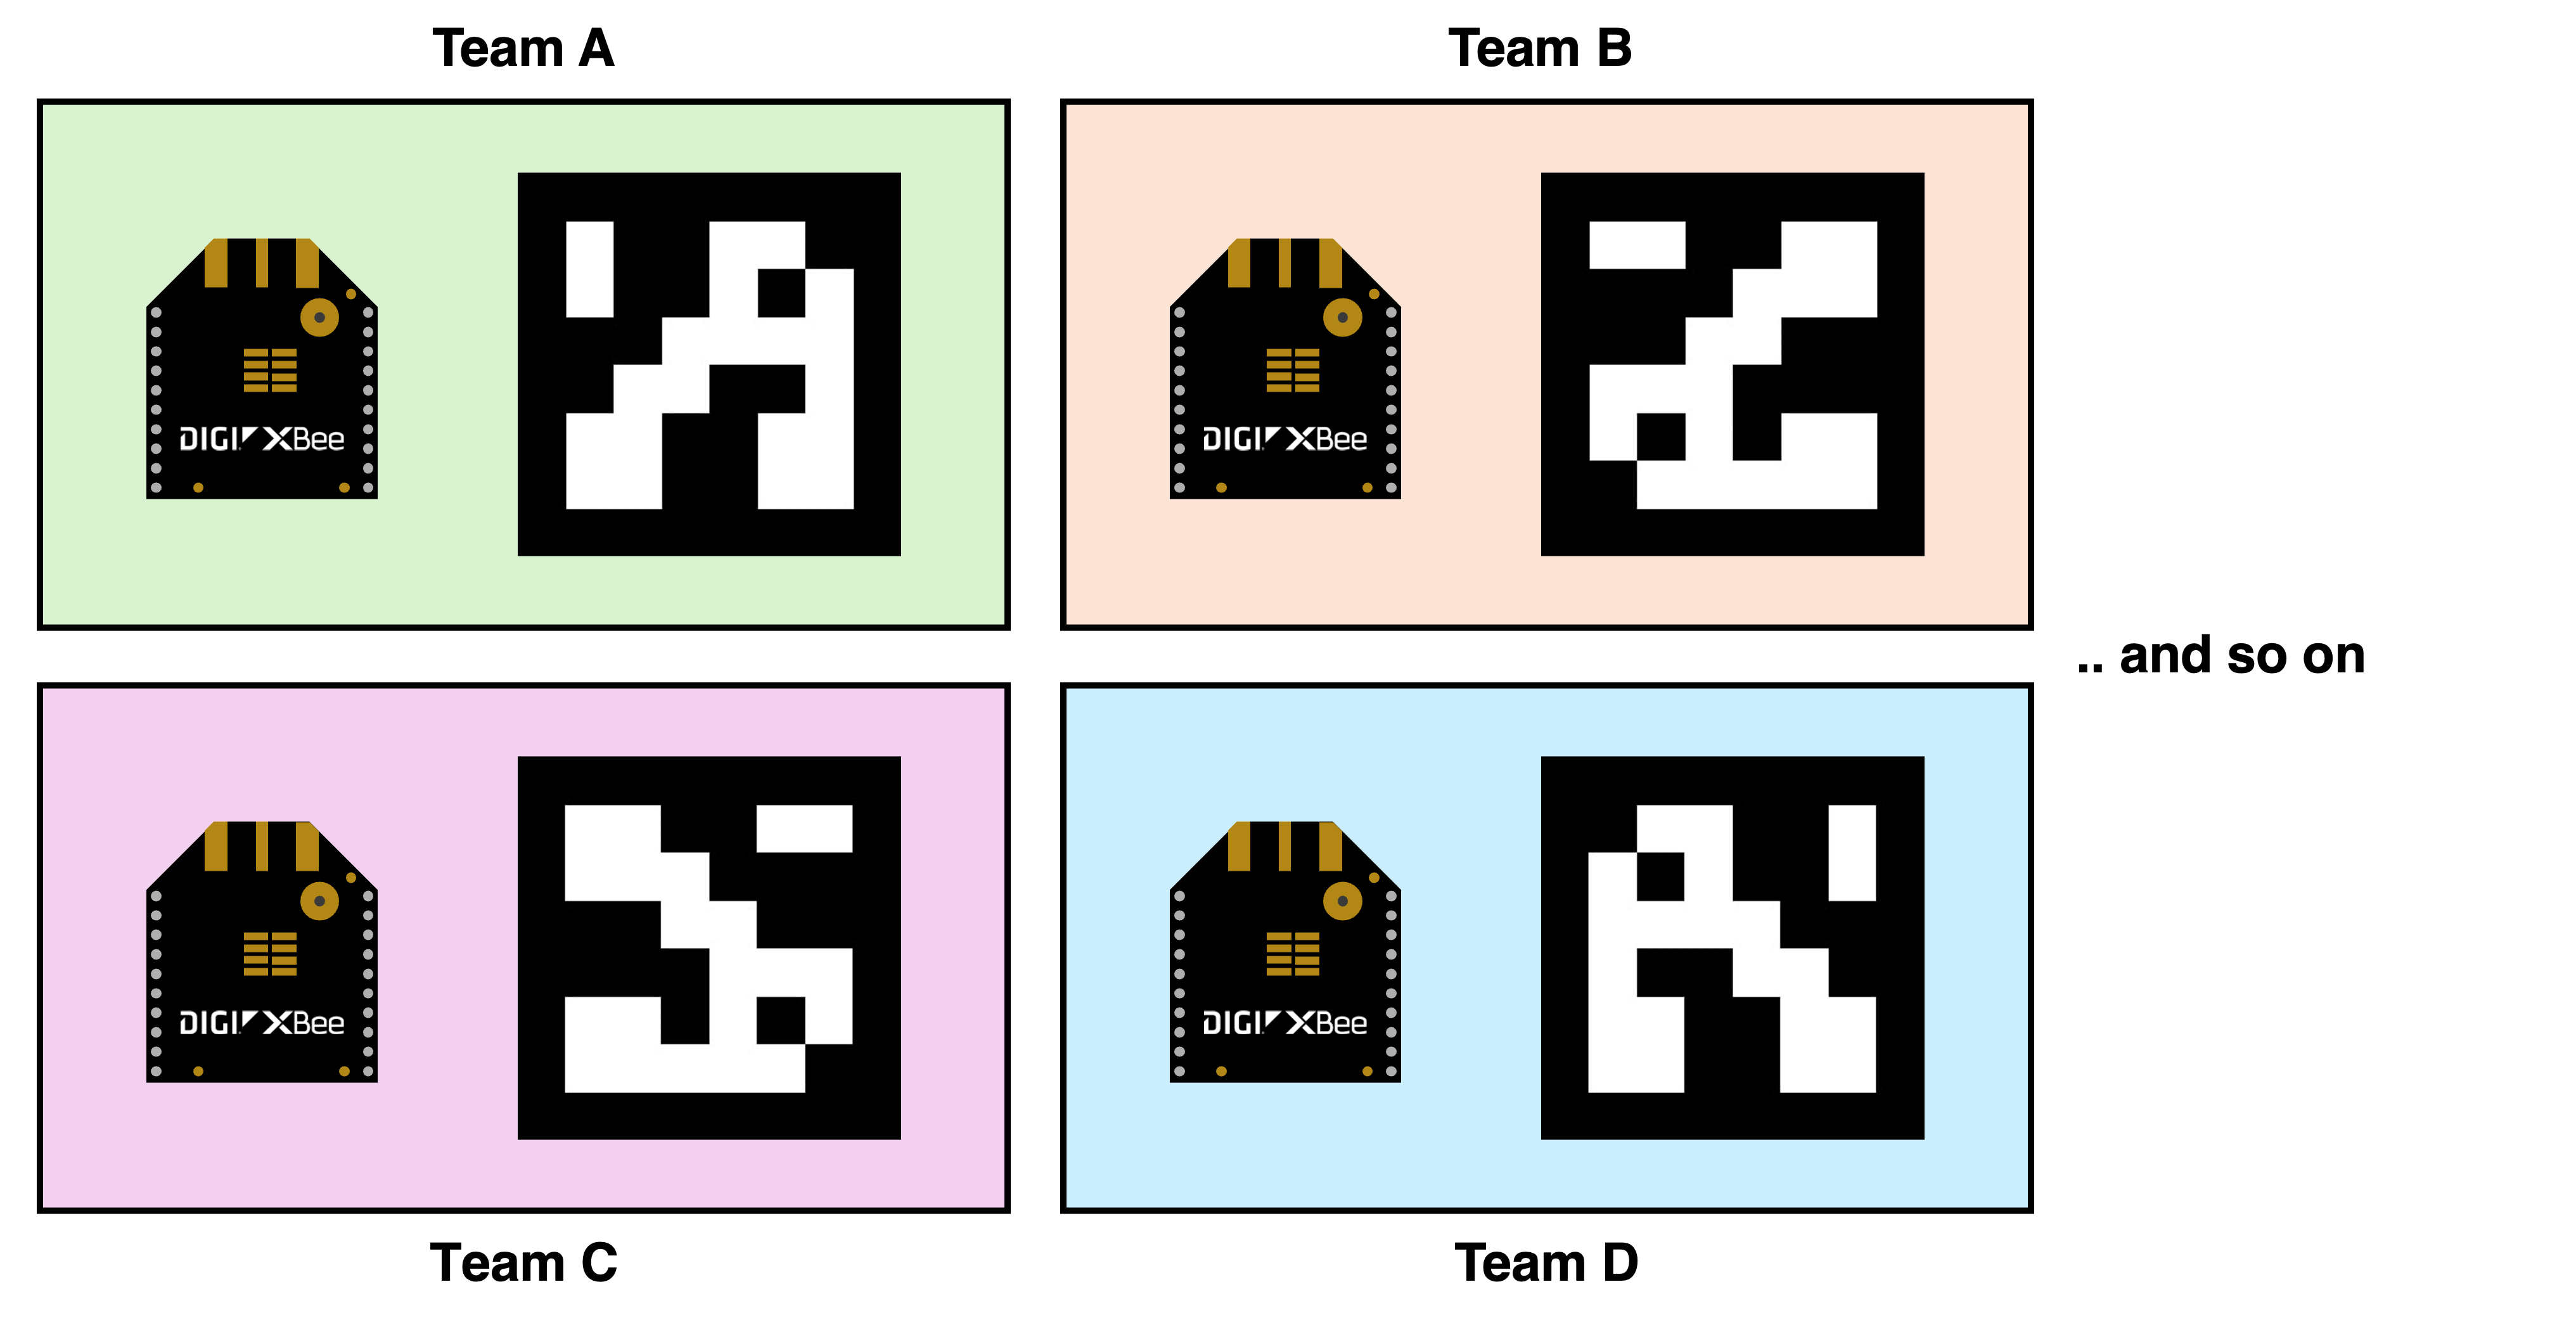 Team A
Team B
DIGI XBee
DIGI XBee
.. and so on
DIGI XBee
DIGI XBee
Team C
Team D